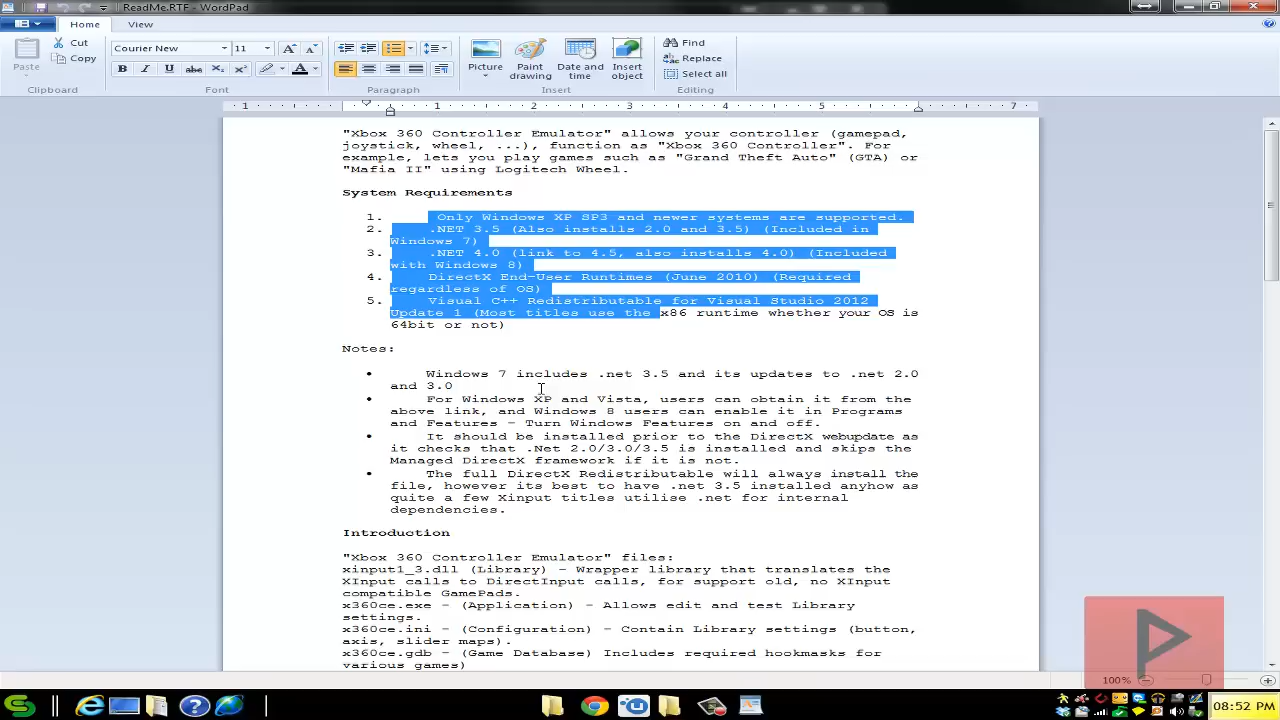 ReadMe.RTF - WordPad
Home View
Cut
Copy
Paste
Clipboard
Courier New 11
Font
Paragraph
Picture
Paint drawing
Date and time
Insert object
Insert
Find
Replace
Select all
Editing
1 1 2 3 4 5 7
"Xbox 360 Controller Emulator" allows your controller (gamepad,
joystick, wheel, ...), function as "Xbox 360 Controller". For
example, lets you play games such as "Grand Theft Auto" (GTA) or
"Mafia II" using Logitech Wheel.
System Requirements
1. Only Windows XP SP3 and newer systems are supported.
2. .NET 3.5 (Also installs 2.0 and 3.5) (Included in
Windows 7)
3. .NET 4.0 (link to 4.5, also installs 4.0) (Included
with Windows 8)
4. DirectX End-User Runtimes (June 2010) (Required
regardless of OS)
5. Visual C++ Redistributable for Visual Studio 2012
Update 1 (Most titles use the x86 runtime whether your OS is
64bit or not)
Notes:
• Windows 7 includes .net 3.5 and its updates to .net 2.0
and 3.0
• For Windows XP and Vista, users can obtain it from the
above link, and Windows 8 users can enable it in Programs
and Features - Turn Windows Features on and off.
• It should be installed prior to the DirectX webupdate as
it checks that .Net 2.0/3.0/3.5 is installed and skips the
Managed DirectX framework if it is not.
• The full DirectX Redistributable will always install the
file, however its best to have .net 3.5 installed anyhow as
quite a few Xinput titles utilise .net for internal
dependencies.
Introduction
"Xbox 360 Controller Emulator" files:
xinput1_3.dll (Library) - Wrapper library that translates the
XInput calls to DirectInput calls, for support old, no XInput
compatible GamePads.
x360ce.exe - (Application) - Allows edit and test Library
settings.
x360ce.ini - (Configuration) - Contain Library settings (button,
axis, slider maps).
x360ce.gdb - (Game Database) Includes required hookmasks for
various games)
100%
08:52 PM